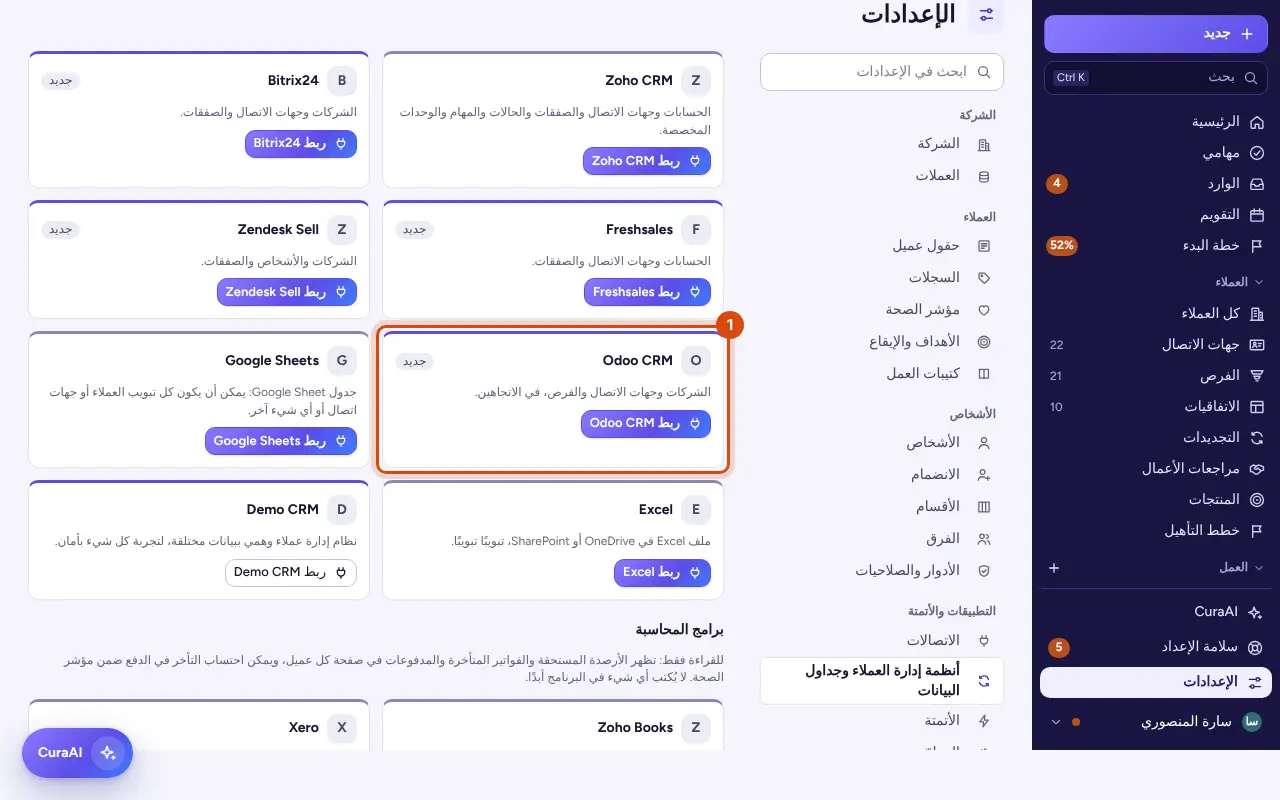 جديد
بحث
Ctrl K
الرئيسية
مهامي
الوارد
4
التقويم
خطة البدء
52%
العملاء
كل العملاء
جهات الاتصال
22
الفرص
21
الاتفاقيات
10
التجديدات
مراجعات الأعمال
المنتجات
خطط التأهيل
العمل
CuraAI
سلامة الإعداد
5
الإعدادات
سا
سارة المنصوري
الإعدادات
ابحث في الإعدادات
الشركة
الشركة
العملات
العملاء
حقول عميل
السجلات
مؤشر الصحة
الأهداف والإيقاع
كتيبات العمل
الأشخاص
الأشخاص
الانضمام
الأقسام
الفرق
الأدوار والصلاحيات
التطبيقات والأتمتة
الاتصالات
أنظمة إدارة العملاء وجداول
البيانات
الأتمتة
Z
Zoho CRM
الحسابات وجهات الاتصال والصفقات والحالات والمهام والوحدات
المخصصة.
ربط Zoho CRM
B
Bitrix24
جديد
الشركات وجهات الاتصال والصفقات.
ربط Bitrix24
F
Freshsales
جديد
الحسابات وجهات الاتصال والصفقات.
ربط Freshsales
Z
Zendesk Sell
جديد
الشركات والأشخاص والصفقات.
ربط Zendesk Sell
1
O
Odoo CRM
جديد
الشركات وجهات الاتصال والفرص، في الاتجاهين.
ربط Odoo CRM
G
Google Sheets
جدول Google Sheet: يمكن أن يكون كل تبويب العملاء أو جهات
اتصال أو أي شيء آخر.
ربط Google Sheets
E
Excel
ملف Excel في OneDrive أو SharePoint، تبويبًا تبويبًا.
ربط Excel
D
Demo CRM
نظام إدارة عملاء وهمي ببيانات مختلقة، لتجربة كل شيء بأمان.
ربط Demo CRM
برامج المحاسبة
للقراءة فقط: تظهر الأرصدة المستحقة والفواتير المتأخرة والمدفوعات في صفحة كل عميل، ويمكن احتساب التأخر في الدفع ضمن مؤشر
الصحة. لا يُكتب أي شيء في البرنامج أبدًا.
Z
Zoho Books
X
Xero
CuraAI